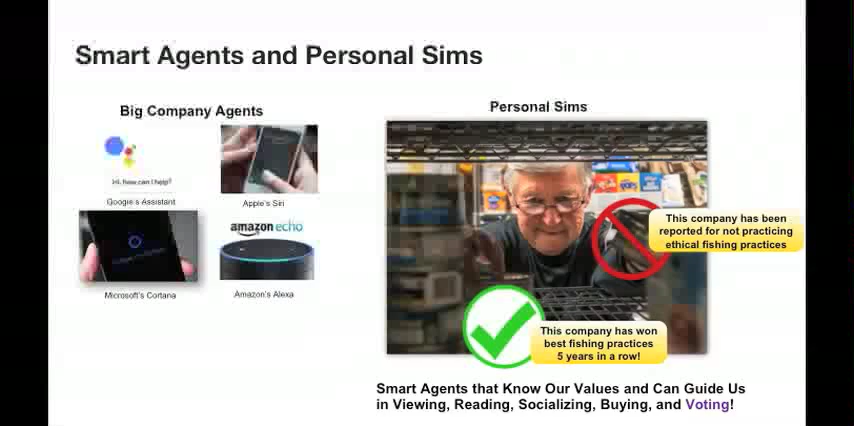 Smart Agents and Personal Sims
Big Company Agents
Hi, how can I help?
Google's Assistant
Apple's Siri
amazon echo
Microsoft's Cortana
Amazon's Alexa
Personal Sims
This company has been
reported for not practicing
ethical fishing practices
This company has won
best fishing practices
5 years in a row!
Smart Agents that Know Our Values and Can Guide Us
in Viewing, Reading, Socializing, Buying, and Voting!